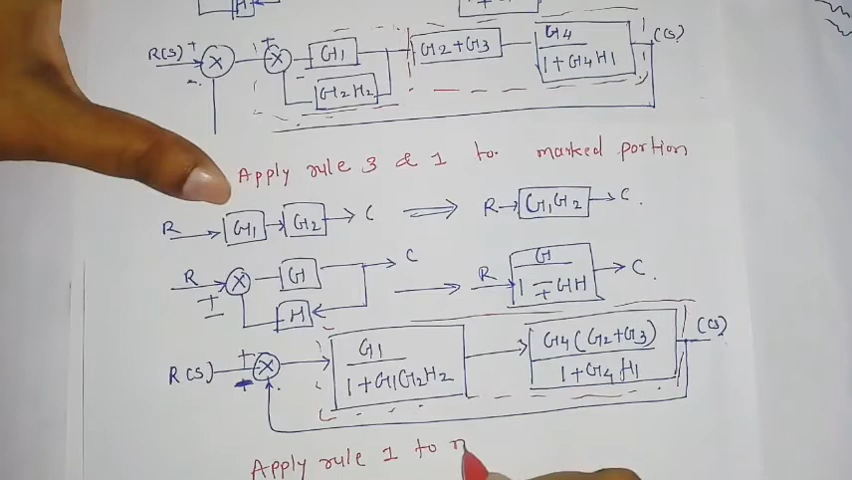 H
R(S) + + G1 G2+G3 G4 C(S)
- - G2H2 1+G4H1
Apply rule 3 & 1 to marked portion
R G1 G2 C ⟹ R G1G2 C.
R X G C R G C.
± H 1∓GH
R(S) + X G1 G4(G2+G3) C(S)
- 1+G1G2H2 1+G4H1
Apply rule 1 to